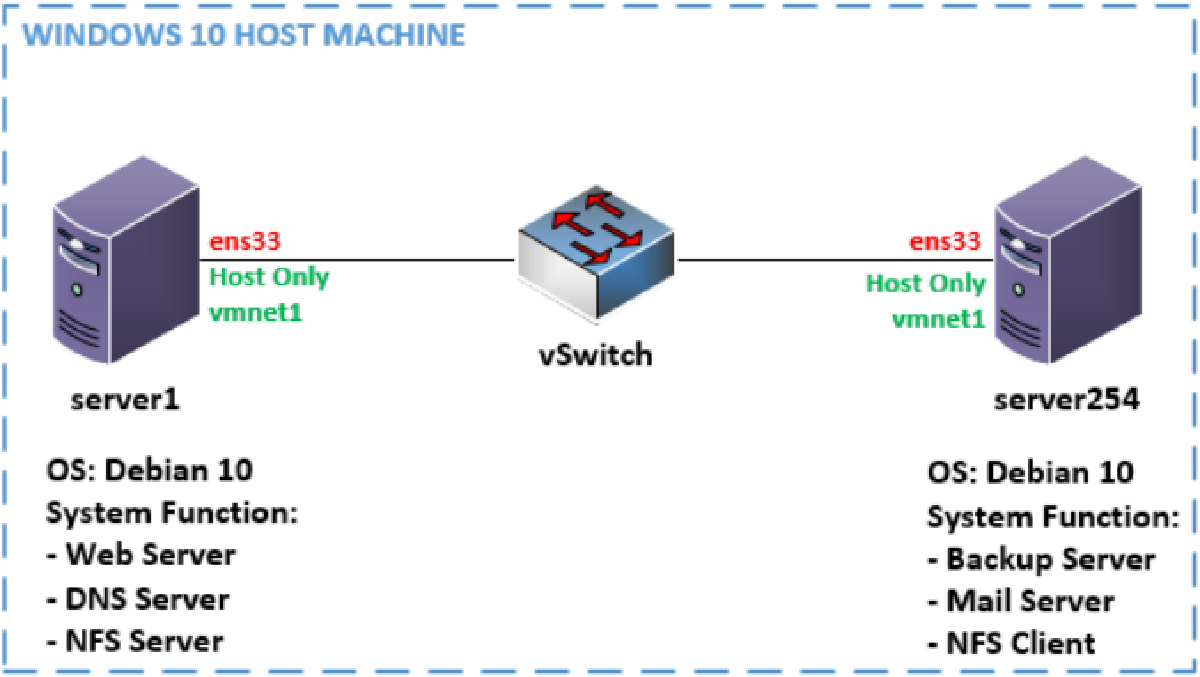 WINDOWS 10 HOST MACHINE
ens33
Host Only
vmnet1
server1
OS: Debian 10
System Function:
- Web Server
- DNS Server
- NFS Server
vSwitch
ens33
Host Only
vmnet1
server254
OS: Debian 10
System Function:
- Backup Server
- Mail Server
- NFS Client